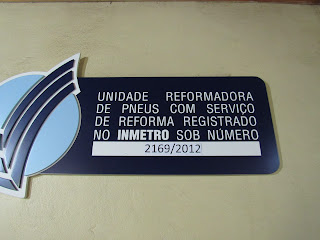 UNIDADE REFORMADORA
DE PNEUS COM SERVIÇO
DE REFORMA REGISTRADO
NO INMETRO SOB NÚMERO
2169/2012